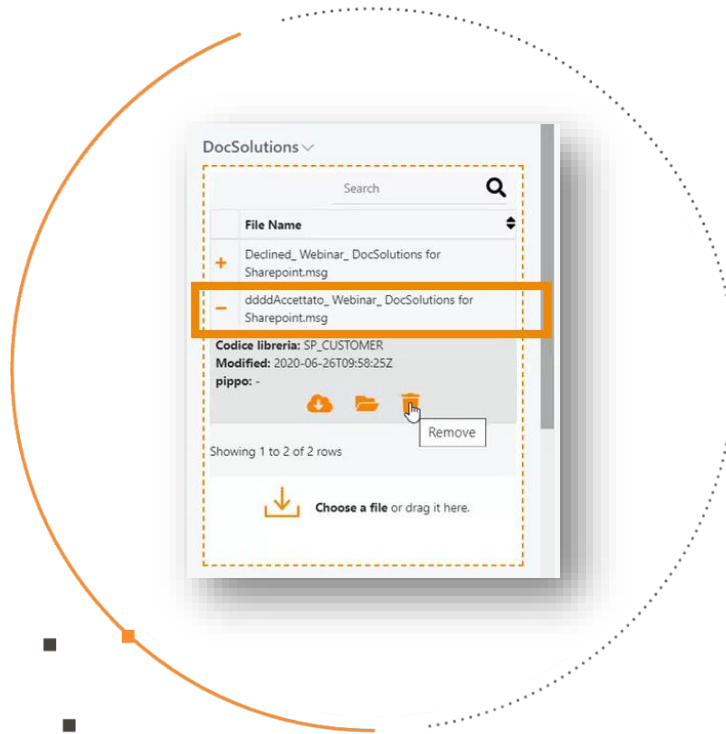 DocSolutions
Search
File Name
Declined_ Webinar_ DocSolutions for
Sharepoint.msg
ddddAccettato_ Webinar_ DocSolutions for
Sharepoint.msg
Codice libreria: SP_CUSTOMER
Modified: 2020-06-26T09:58:25Z
pippo: -
Remove
Showing 1 to 2 of 2 rows
Choose a file or drag it here.